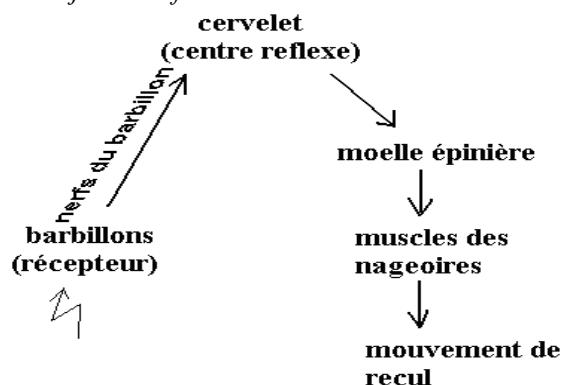 cervelet
(centre reflexe)
nerfs du barbillon
moelle épinière
barbillons
(récepteur)
muscles des
nageoires
mouvement de
recul